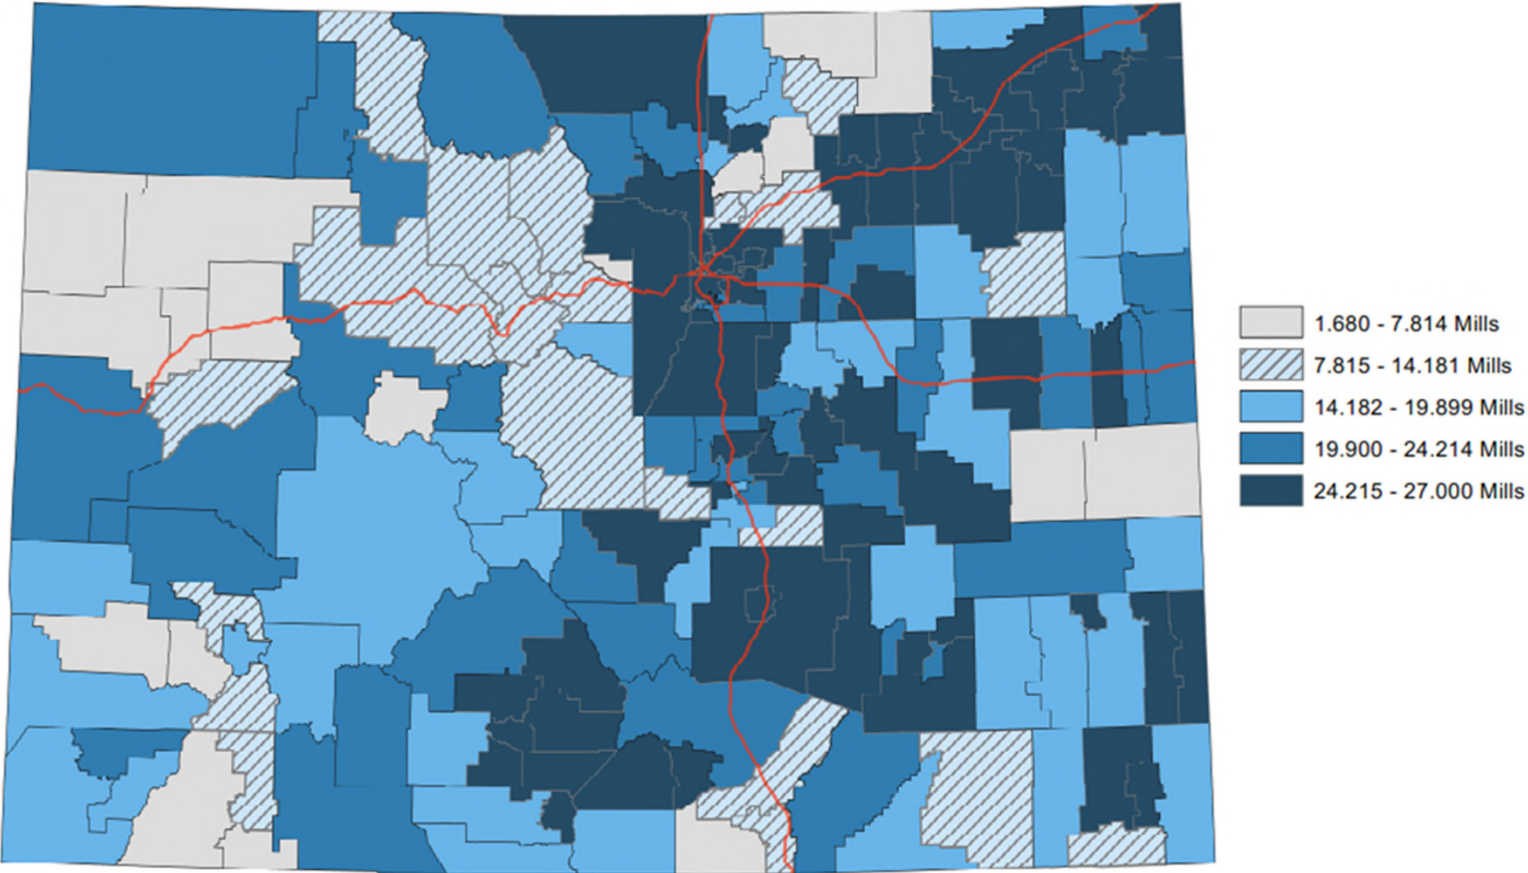 1.680 - 7.814 Mills
7.815 - 14.181 Mills
14.182 - 19.899 Mills
19.900 - 24.214 Mills
24.215 - 27.000 Mills